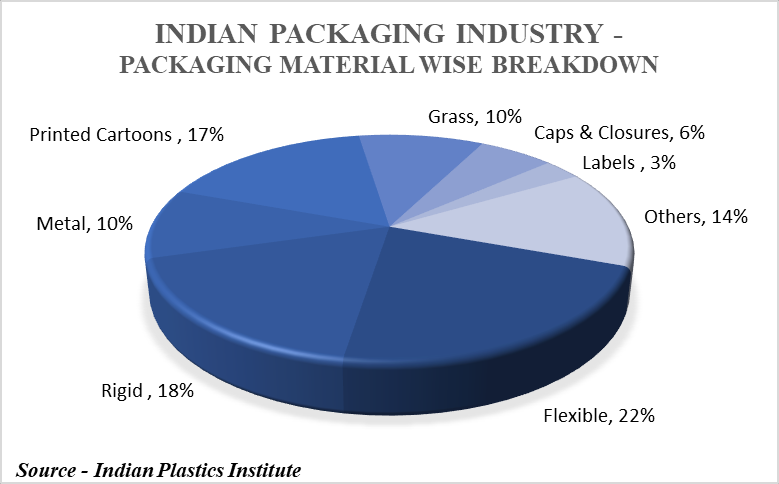 INDIAN PACKAGING INDUSTRY -
PACKAGING MATERIAL WISE BREAKDOWN
Grass, 10%
Caps & Closures, 6%
Labels , 3%
Others, 14%
Flexible, 22%
Rigid , 18%
Metal, 10%
Printed Cartoons , 17%
Source - Indian Plastics Institute